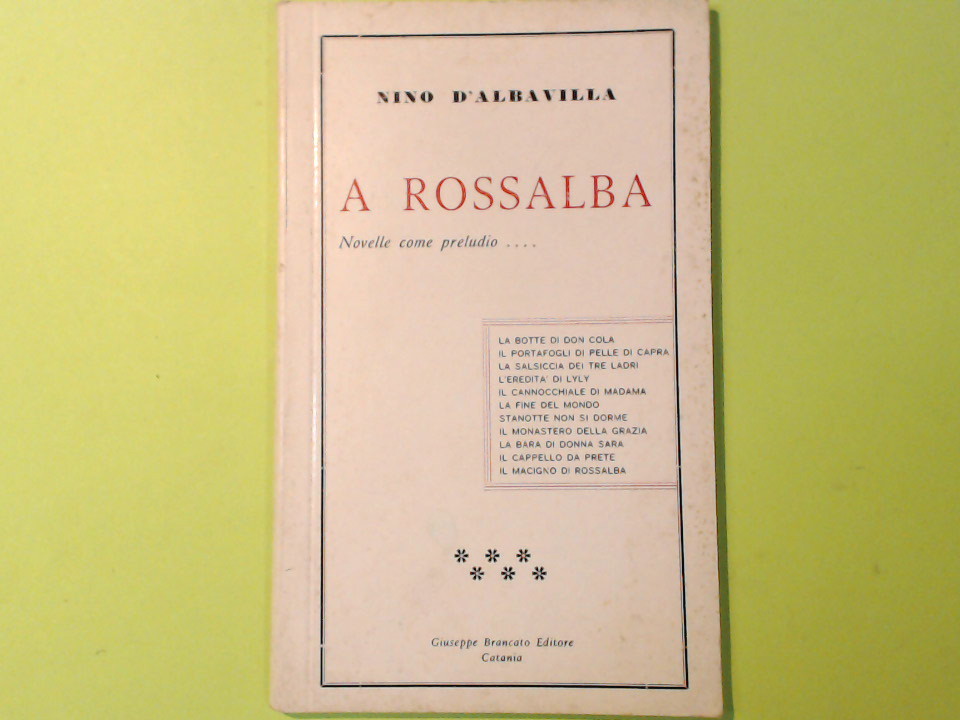 NINO D'ALBAVILLA
A ROSSALBA
Novelle come preludio ....
LA BOTTE DI DON COLA
IL PORTAFOGLI DI PELLE DI CAPRA
LA SALSICCIA DEI TRE LADRI
L'EREDITA' DI LYLY
IL CANNOCCHIALE DI MADAMA
LA FINE DEL MONDO
STANOTTE NON SI DORME
IL MONASTERO DELLA GRAZIA
LA BARA DI DONNA SARA
IL CAPPELLO DA PRETE
IL MACIGNO DI ROSSALBA
Giuseppe Brancato Editore
Catania